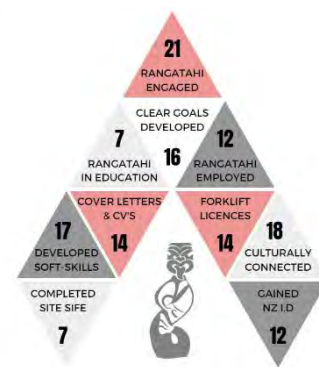 21
RANGATAHI
ENGAGED
CLEAR GOALS
DEVELOPED
16
7
RANGATAHI
IN EDUCATION
12
RANGATAHI
EMPLOYED
COVER LETTERS
& CV'S
14
FORKLIFT
LICENCES
14
17
DEVELOPED
SOFT-SKILLS
18
CULTURALLY
CONNECTED
COMPLETED
SITE SIFE
7
GAINED
NZ I.D
12